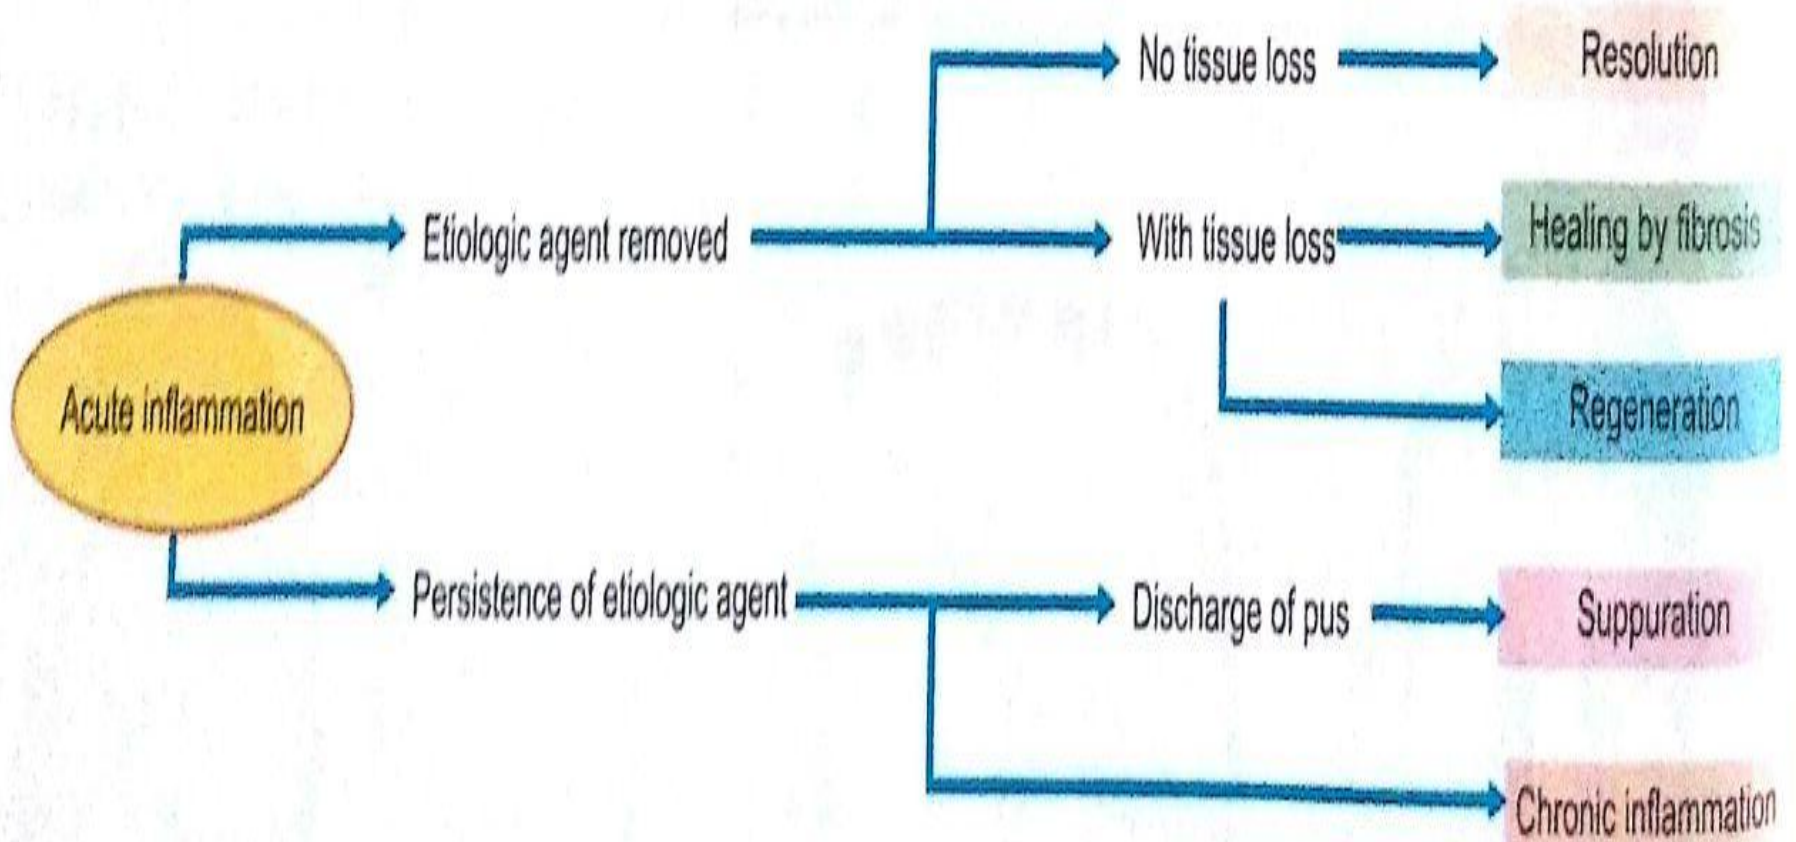 No tissue loss
Resolution
Etiologic agent removed
With tissue loss
Healing by fibrosis
Acute inflammation
Regeneration
Persistence of etiologic agent
Discharge of pus
Suppuration
Chronic inflammation